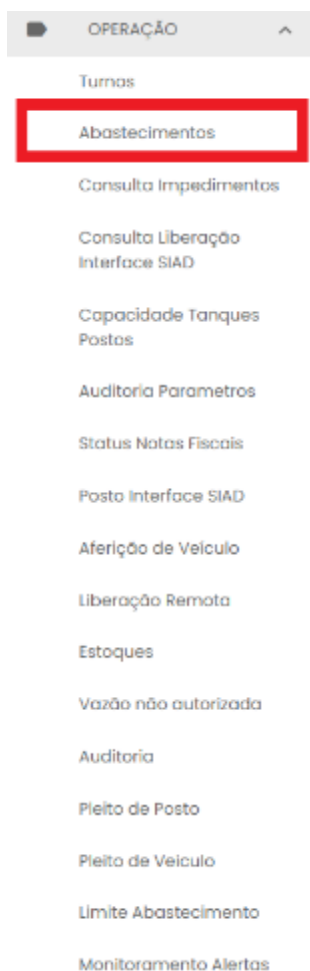 OPERAÇÃO
Turnos
Abastecimentos
Consulta Impedimentos
Consulta Liberação
Interface SIAD
Capacidade Tanques
Postos
Auditoria Parametros
Status Notas Fiscais
Posto Interface SIAD
Aferição de Veículo
Liberação Remota
Estoques
Vazão não autorizada
Auditoria
Pleito de Posto
Pleito de Veiculo
Limite Abastecimento
Monitoramento Alertas